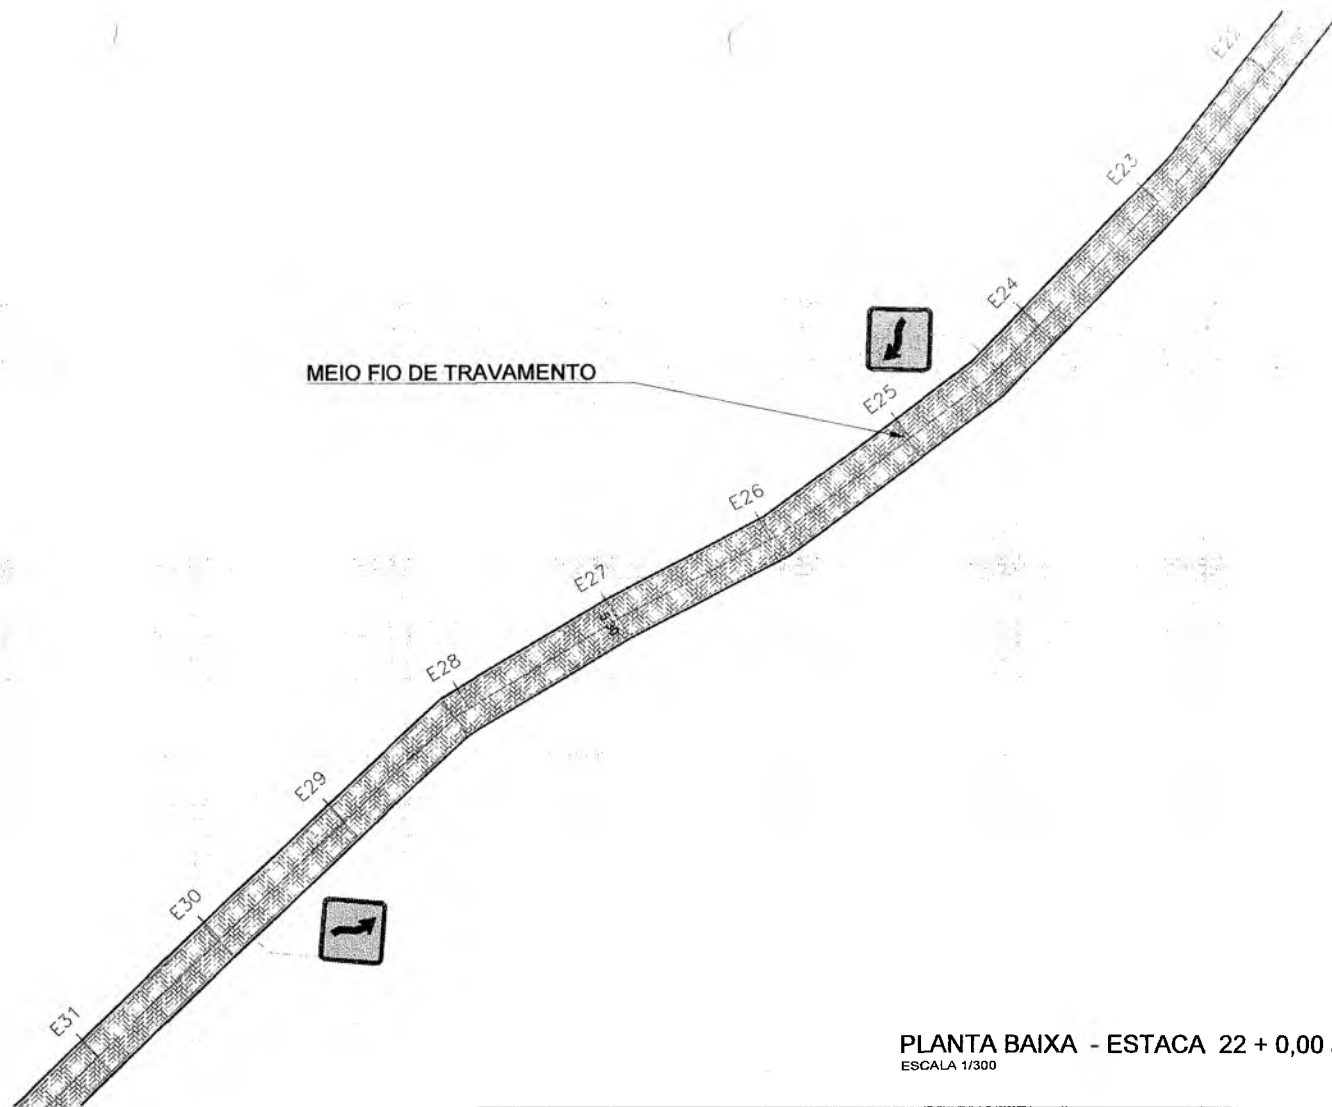 E22
E23
E24
MEIO FIO DE TRAVAMENTO
E25
E26
E27
E28
E29
E30
E31
PLANTA BAIXA - ESTACA 22 + 0,00
ESCALA 1/300